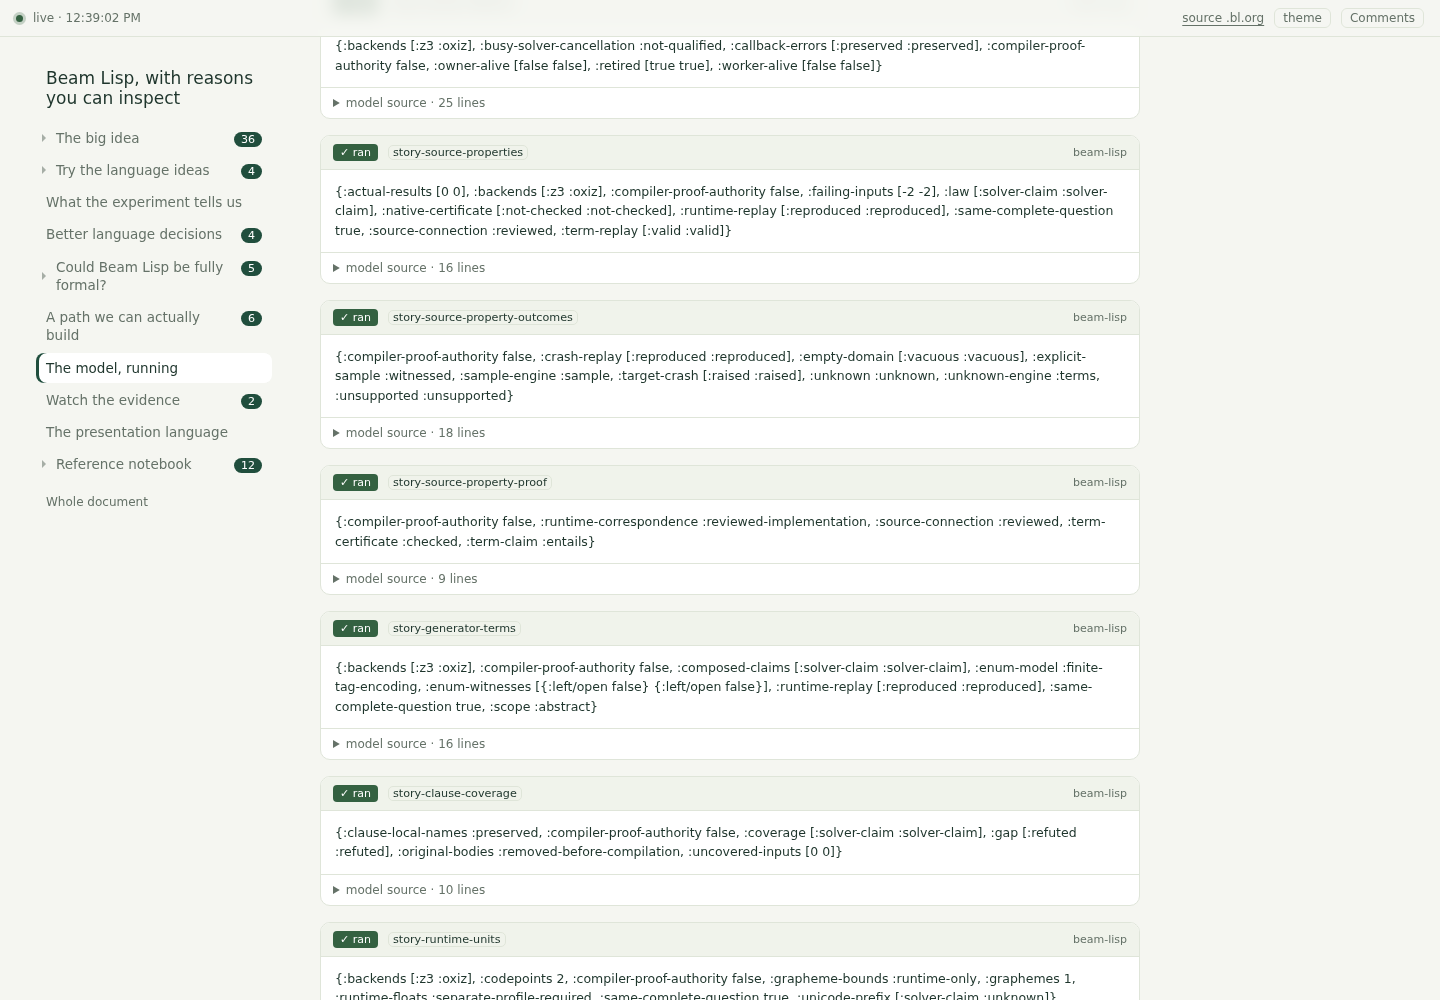 live · 12:39:02 PM
source .bl.org
theme
Comments
Beam Lisp, with reasons
you can inspect
The big idea 36
Try the language ideas 4
What the experiment tells us
Better language decisions 4
Could Beam Lisp be fully 5
formal?
A path we can actually 6
build
The model, running
Watch the evidence 2
The presentation language
Reference notebook 12
Whole document
{:backends [:z3 :oxiz], :busy-solver-cancellation :not-qualified, :callback-errors [:preserved :preserved], :compiler-proof-
authority false, :owner-alive [false false], :retired [true true], :worker-alive [false false]}
model source · 25 lines
✓ ran story-source-properties beam-lisp
{:actual-results [0 0], :backends [:z3 :oxiz], :compiler-proof-authority false, :failing-inputs [-2 -2], :law [:solver-claim :solver-
claim], :native-certificate [:not-checked :not-checked], :runtime-replay [:reproduced :reproduced], :same-complete-question
true, :source-connection :reviewed, :term-replay [:valid :valid]}
model source · 16 lines
✓ ran story-source-property-outcomes beam-lisp
{:compiler-proof-authority false, :crash-replay [:reproduced :reproduced], :empty-domain [:vacuous :vacuous], :explicit-
sample :witnessed, :sample-engine :sample, :target-crash [:raised :raised], :unknown :unknown, :unknown-engine :terms,
:unsupported :unsupported}
model source · 18 lines
✓ ran story-source-property-proof beam-lisp
{:compiler-proof-authority false, :runtime-correspondence :reviewed-implementation, :source-connection :reviewed, :term-
certificate :checked, :term-claim :entails}
model source · 9 lines
✓ ran story-generator-terms beam-lisp
{:backends [:z3 :oxiz], :compiler-proof-authority false, :composed-claims [:solver-claim :solver-claim], :enum-model :finite-
tag-encoding, :enum-witnesses [{:left/open false} {:left/open false}], :runtime-replay [:reproduced :reproduced], :same-
complete-question true, :scope :abstract}
model source · 16 lines
✓ ran story-clause-coverage beam-lisp
{:clause-local-names :preserved, :compiler-proof-authority false, :coverage [:solver-claim :solver-claim], :gap [:refuted
:refuted], :original-bodies :removed-before-compilation, :uncovered-inputs [0 0]}
model source · 10 lines
✓ ran story-runtime-units beam-lisp
{:backends [:z3 :oxiz], :codepoints 2, :compiler-proof-authority false, :grapheme-bounds :runtime-only, :graphemes 1,
:runtime-floats :separate-profile-required, :same-complete-question true, :unicode-prefix [:solver-claim :unknown]}